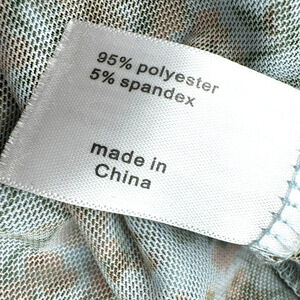 95% polyester
5% spandex
made in
China